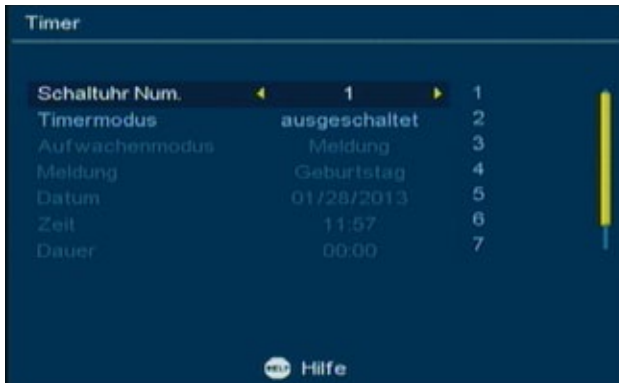 Timer
Schaltuhr Num. 1 1
Timermodus ausgeschaltet 2
Aufwachenmodus Meldung 3
Meldung Geburtstag 4
Datum 01/28/2013 5
Zeit 11:57 6
Dauer 00:00 7
HELP Hilfe